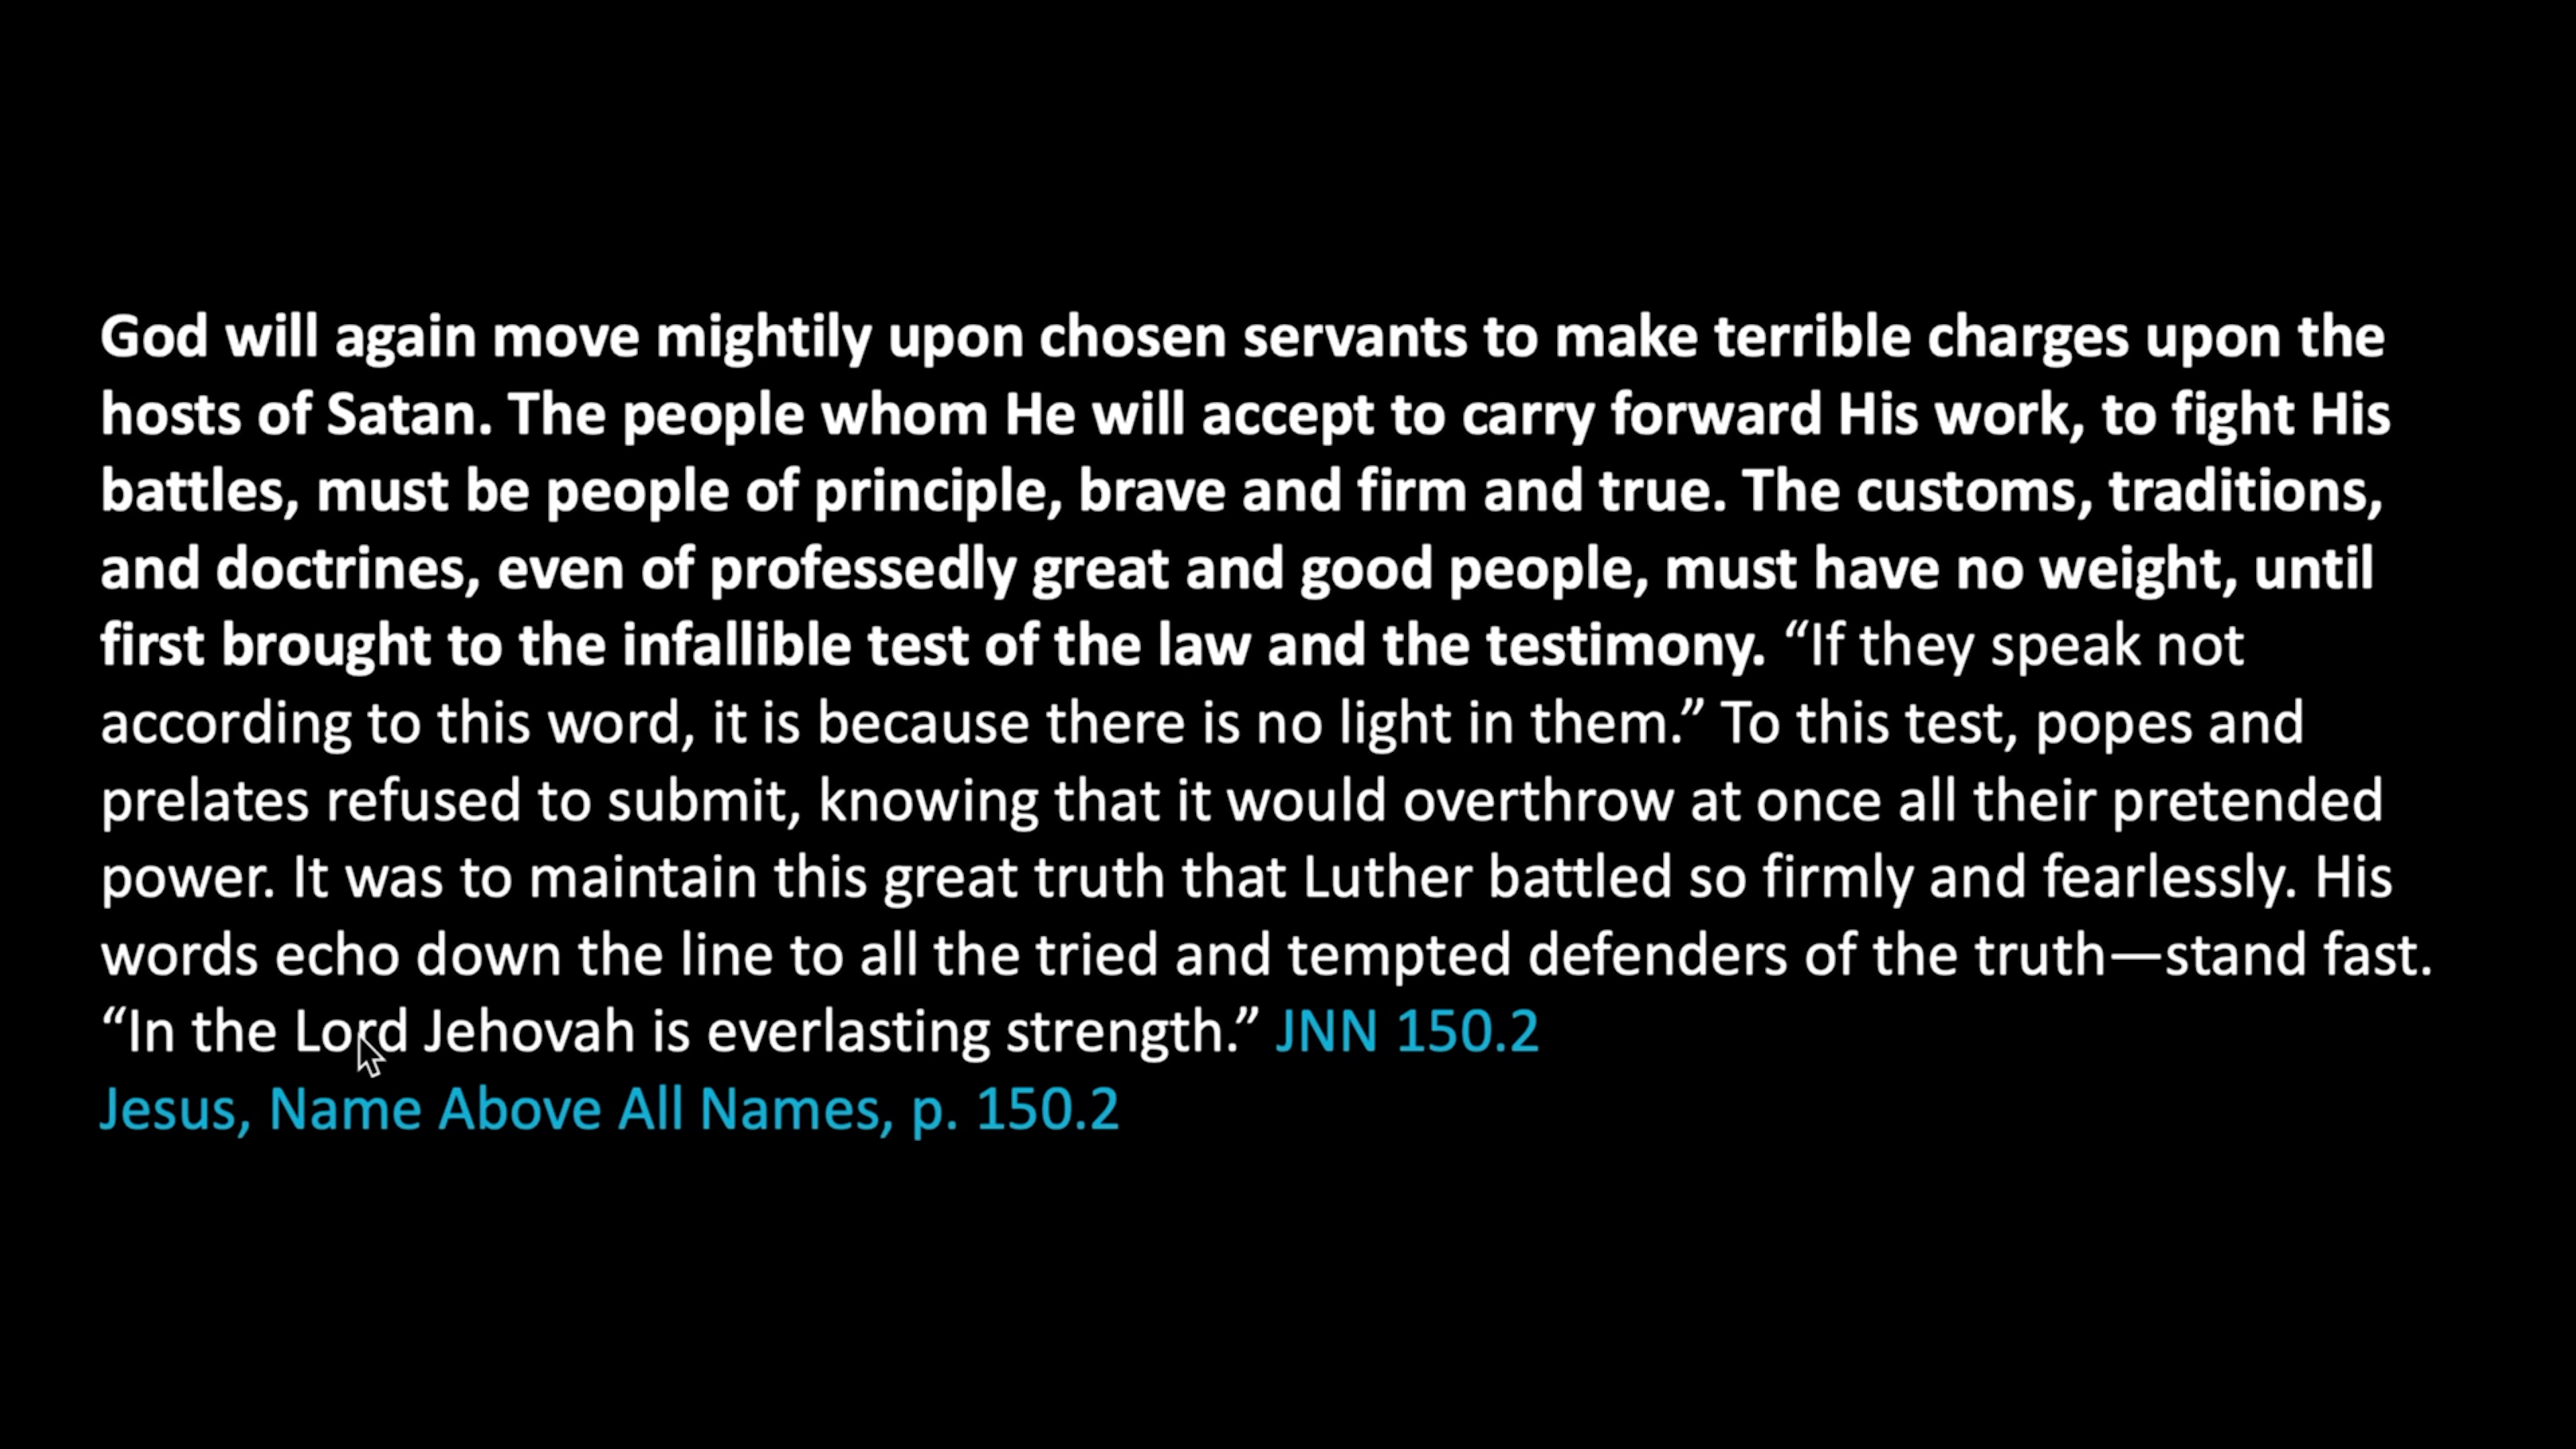 God will again move mightily upon chosen servants to make terrible charges upon the
hosts of Satan. The people whom He will accept to carry forward His work, to fight His
battles, must be people of principle, brave and firm and true. The customs, traditions,
and doctrines, even of professedly great and good people, must have no weight, until
first brought to the infallible test of the law and the testimony. “If they speak not
according to this word, it is because there is no light in them.” To this test, popes and
prelates refused to submit, knowing that it would overthrow at once all their pretended
power. It was to maintain this great truth that Luther battled so firmly and fearlessly. His
words echo down the line to all the tried and tempted defenders of the truth—stand fast.
“In the Lord Jehovah is everlasting strength.” JNN 150.2
Jesus, Name Above All Names, p. 150.2